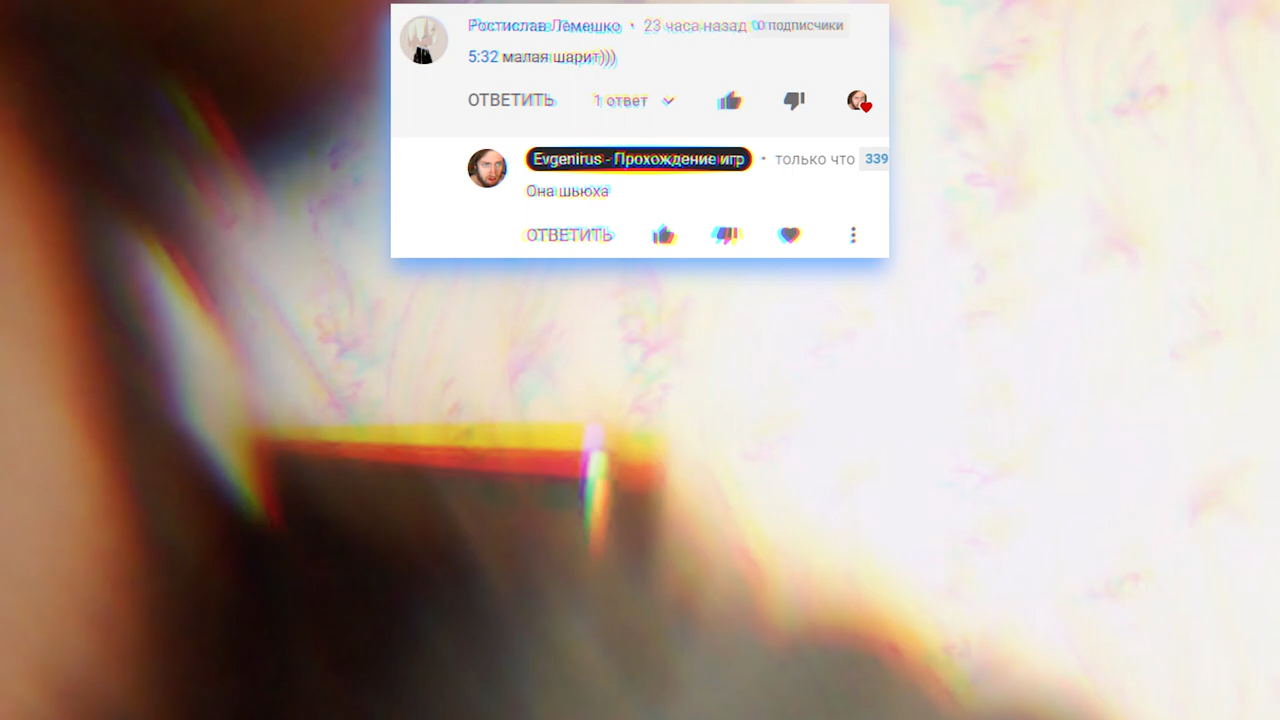 Ростислав Лемешко • 23 часа назад 0 подписчики
5:32 малая шарит)))
ОТВЕТИТЬ 1 ответ
Evgenirus - Прохождение игр • только что 339
Она шьюха
ОТВЕТИТЬ